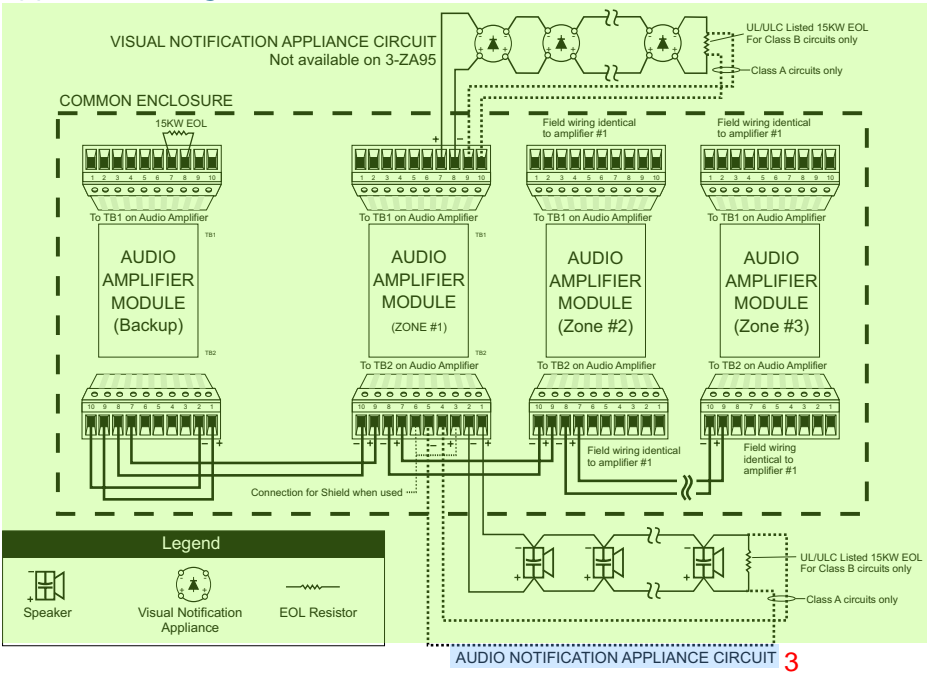 VISUAL NOTIFICATION APPLIANCE CIRCUIT
Not available on 3-ZA95
UL/ULC Listed 15KW EOL
For Class B circuits only
Class A circuits only
COMMON ENCLOSURE
15KW EOL
+ –
Field wiring identical
to amplifier #1
Field wiring identical
to amplifier #1
1 2 3 4 5 6 7 8 9 10
1 2 3 4 5 6 7 8 9 10
1 2 3 4 5 6 7 8 9 10
1 2 3 4 5 6 7 8 9 10
To TB1 on Audio Amplifier
To TB1 on Audio Amplifier
To TB1 on Audio Amplifier
To TB1 on Audio Amplifier
TB1
TB1
AUDIO
AMPLIFIER
MODULE
(Backup)
AUDIO
AMPLIFIER
MODULE
(ZONE #1)
AUDIO
AMPLIFIER
MODULE
(Zone #2)
AUDIO
AMPLIFIER
MODULE
(Zone #3)
TB2
TB2
To TB2 on Audio Amplifier
To TB2 on Audio Amplifier
To TB2 on Audio Amplifier
10 9 8 7 6 5 4 3 2 1
10 9 8 7 6 5 4 3 2 1
10 9 8 7 6 5 4 3 2 1
10 9 8 7 6 5 4 3 2 1
– +
– + – + – + – +
– + – +
– +
Field wiring identical
to amplifier #1
Field wiring
identical to
amplifier #1
Connection for Shield when used
UL/ULC Listed 15KW EOL
For Class B circuits only
Class A circuits only
– +
– +
– +
Legend
– +
Speaker
Visual Notification
Appliance
EOL Resistor
AUDIO NOTIFICATION APPLIANCE CIRCUIT 3